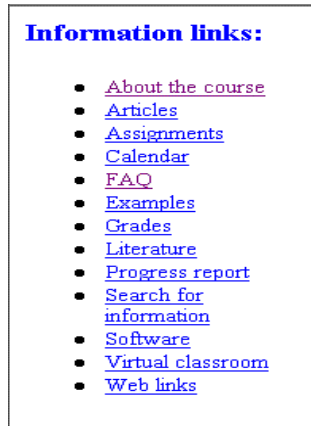 Information links:
About the course
Articles
Assignments
Calendar
FAQ
Examples
Grades
Literature
Progress report
Search for
information
Software
Virtual classroom
Web links